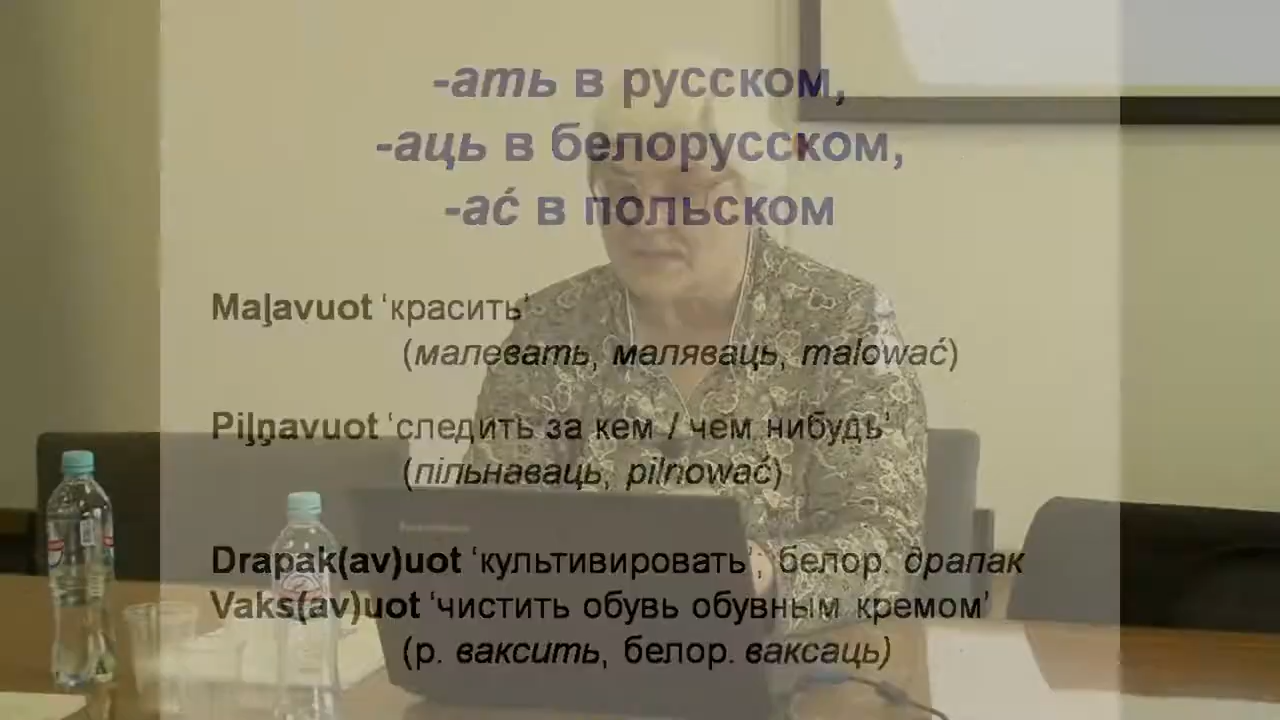 -ать в русском,
-аць в белорусском,
-ać в польском
Maļavuot ‘красить’
(малевать, маляваць, malować)
Piļņavuot ‘следить за кем / чем нибудь’
(пільнаваць, pilnować)
Drapak(av)uot ‘культивировать’, белор. драпак
Vaks(av)uot ‘чистить обувь обувным кремом’
(р. ваксить, белор. ваксаць)